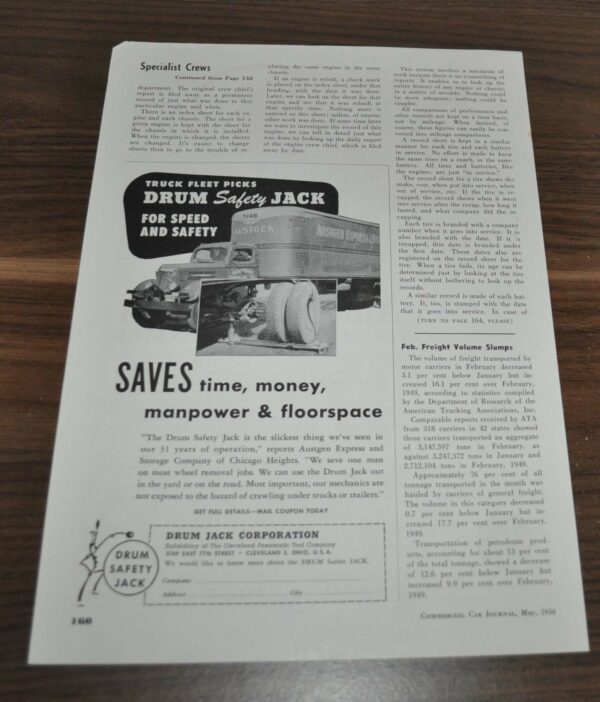 Specialist Crews
Continued from Page 158
department. The original crew chief's
report is filed away as a permanent
record of just what was done to that
particular engine and when.
There is an index sheet for each en-
gine and each chassis. The sheet for a
given engine is kept with the sheet for
the chassis in which it is installed.
When the engine is changed, the sheets
are changed. It's easier to change
sheets than to go to the trouble of re-
placing the same engine in the same
chassis.
If an engine is rebuilt, a check mark
is placed on the index sheet, under that
heading, with the date it was done.
Later, we can look on the sheet for that
engine and see that it was rebuilt at
that specific time. Nothing more is
entered on this sheet; unless, of course,
other work was done. If some time later
we want to investigate the record of this
engine, we can tell in detail just what
was done by looking up the daily report
of the engine crew chief, which is filed
away by date.
This system involves a minimum of
work because there is no transcribing of
reports. It enables us to look up the
entire history of any engine or chassis,
in a matter of seconds. Nothing could
be more adequate; nothing could be
simpler.
All comparisons of performance and
other records are kept on a time basis,
not by mileage. When desired, of
course, these figures can easily be con-
verted into mileage comparisons.
A record sheet is kept in a similar
manner for each tire and each battery
in service. No effort is made to keep
the same tires on a coach, or the same
battery. All tires and batteries, like
the engines, are just "in service."
The record sheet for a tire shows the
make, cost, when put into service, when
out of service, etc. If the tire is re-
capped, the record shows when it went
into service after the recap, how long it
lasted, and what company did the re-
capping.
Each tire is branded with a company
number when it goes into service. It is
also branded with the date. If it 's
recapped, this date is branded under
the first date. These dates also are
registered on the record sheet for the
tire. When a tire fails, its age can be
determined just by looking at the tire
itself without bothering to look up the
records.
A similar record is made of each bat-
tery. It, too, is stamped with the date
that it goes into service. In case of
(TURN TO PAGE 164, PLEASE)
TRUCK FLEET PICKS
DRUM Safety JACK
FOR SPEED
AND SAFETY
AUSTGEN
AUSTGEN EXPRESS
SAVES time, money,
manpower & floorspace
"The Drum Safety Jack is the slickest thing we've seen in
our 31 years of operation," reports Austgen Express and
Storage Company of Chicago Heights. "We save one man
on most wheel removal jobs. We can use the Drum Jack out
in the yard or on the road. Most important, our mechanics are
not exposed to the hazard of crawling under trucks or trailers."
GET FULL DETAILS—MAIL COUPON TODAY
DRUM
SAFETY
JACK
DRUM JACK CORPORATION
Subsidiary of The Cleveland Pneumatic Tool Company
3769 EAST 77th STREET • CLEVELAND 5, OHIO, U.S.A.
We would like to know more about the DRUM Safety JACK.
Company
Address City
Feb. Freight Volume Slumps
The volume of freight transported by
motor carriers in February decreased
3.1 per cent below January but in-
creased 16.1 per cent over February,
1949, according to statistics compiled
by the Department of Research of the
American Trucking Associations, Inc.
Comparable reports received by ATA
from 318 carriers in 42 states showed
these carriers transported an aggregate
of 3,147,597 tons in February, as
against 3,247,372 tons in January and
2,712,104 tons in February, 1949.
Approximately 76 per cent of all
tonnage transported in the month was
hauled by carriers of general freight.
The volume in this category decreased
0.7 per cent below January but in-
creased 17.7 per cent over February,
1949.
Transportation of petroleum prod-
ucts, accounting for about 13 per cent
of the total tonnage, showed a decrease
of 12.6 per cent below January but
increased 9.9 per cent over February,
1949.
160
COMMERCIAL CAR JOURNAL, May, 1950